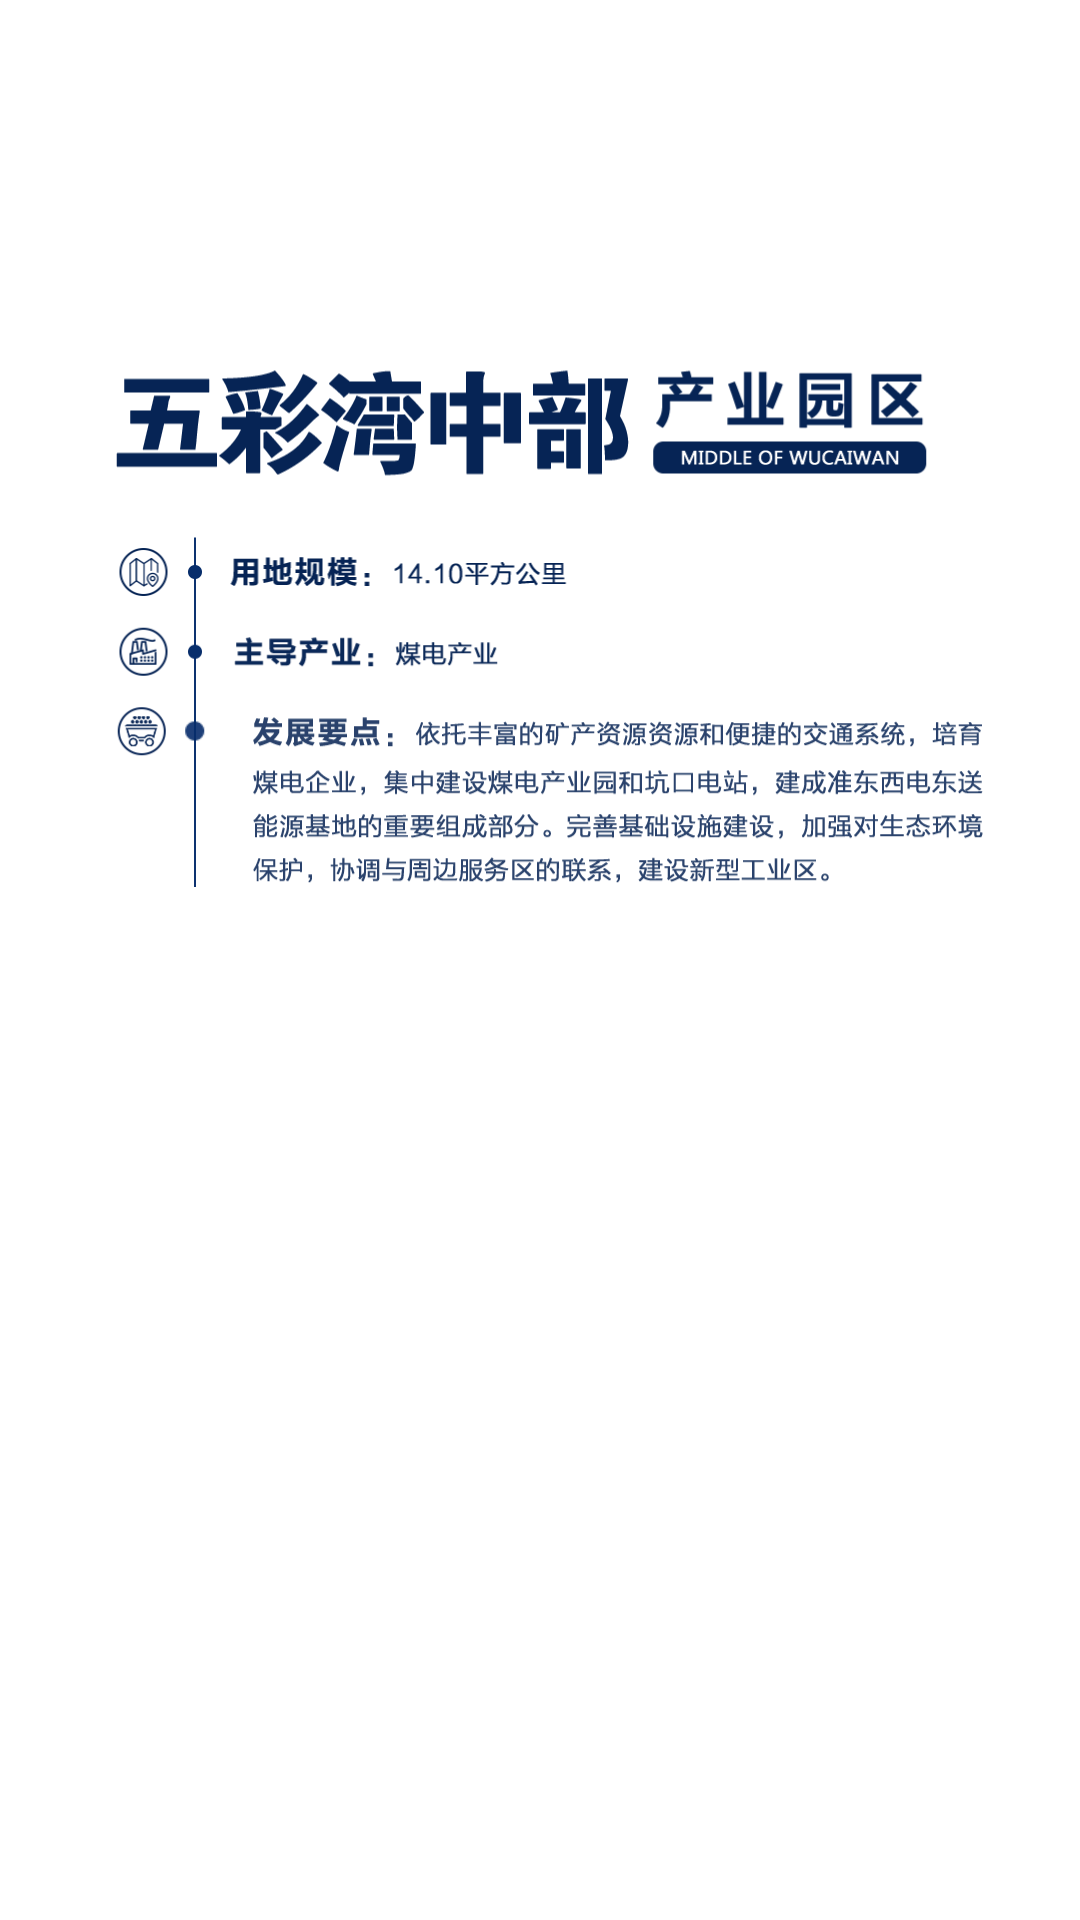 五彩湾中部 产业园区
MIDDLE OF WUCAIWAN
用地规模：14.10平方公里
主导产业：煤电产业
发展要点：依托丰富的矿产资源资源和便捷的交通系统，培育
煤电企业，集中建设煤电产业园和坑口电站，建成准东西电东送
能源基地的重要组成部分。完善基础设施建设，加强对生态环境
保护，协调与周边服务区的联系，建设新型工业区。